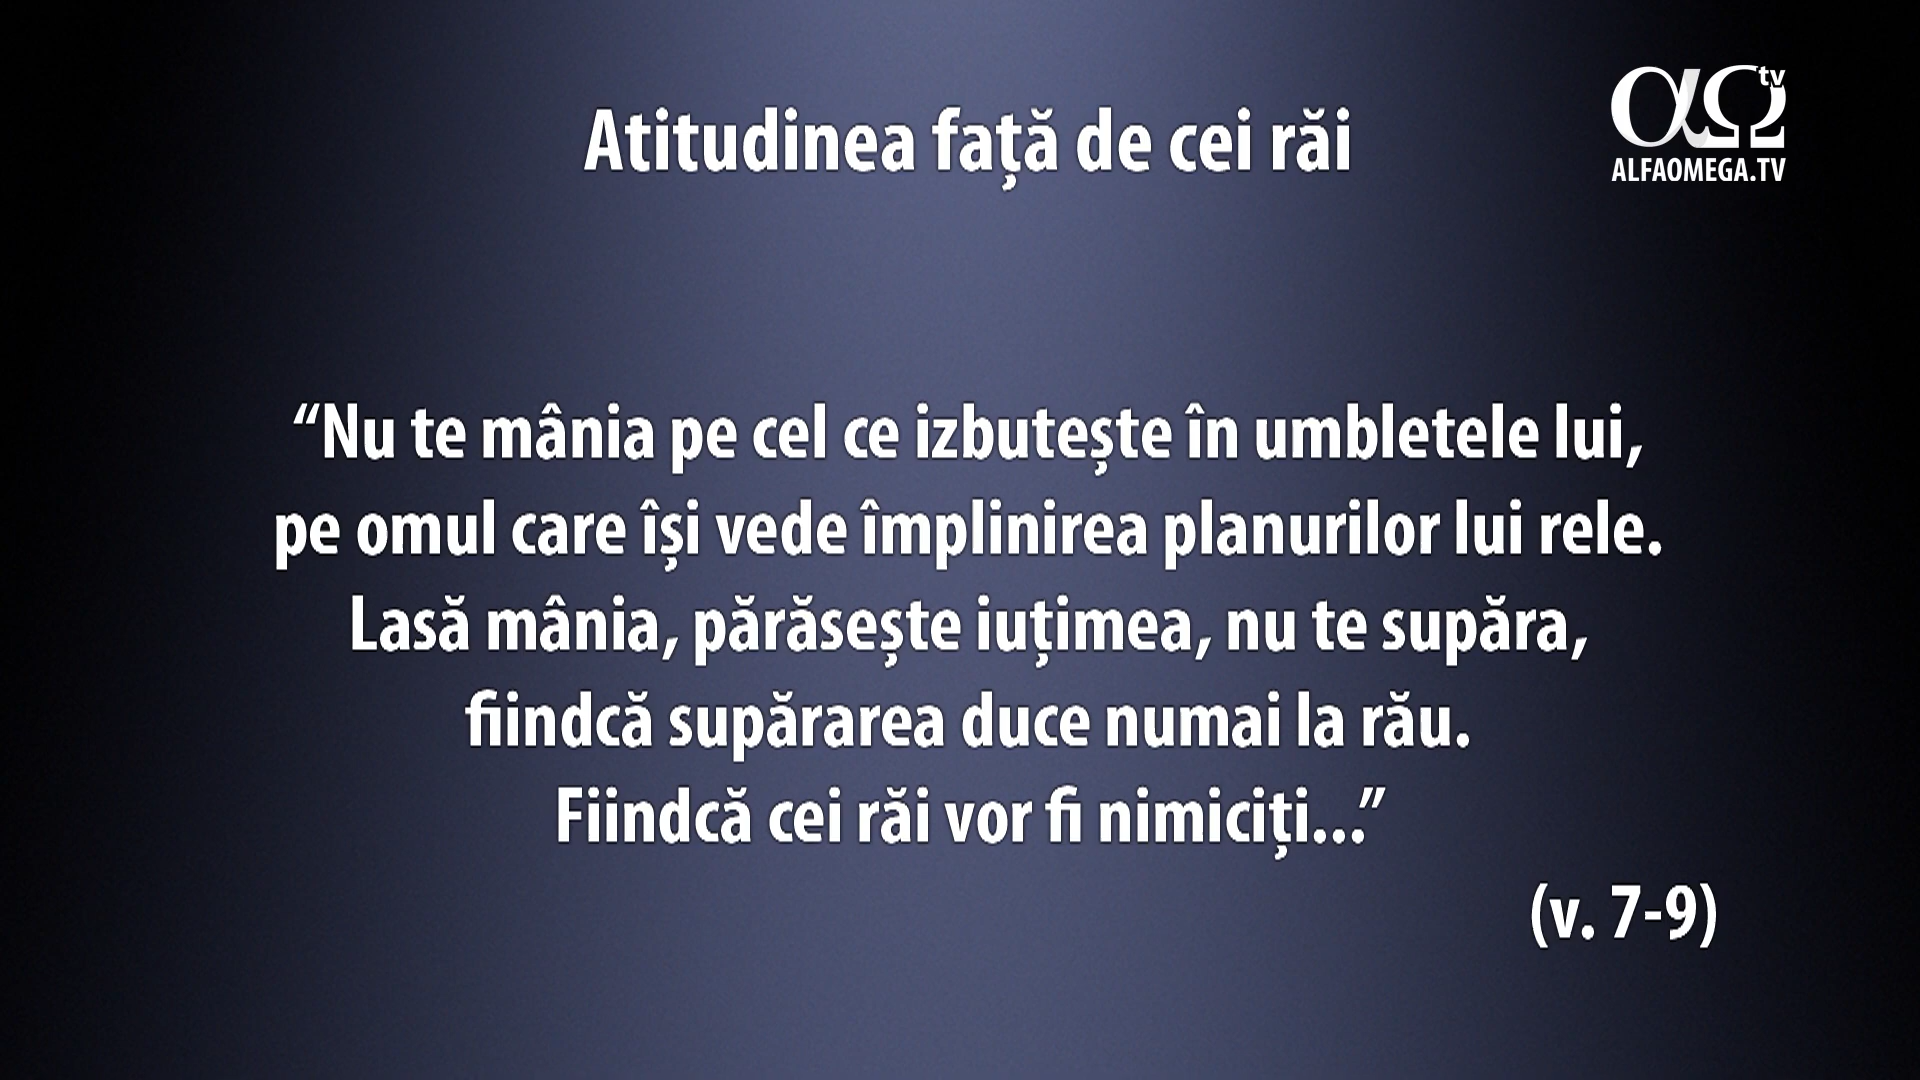 αΩ tv
Atitudinea față de cei răi
ALFAOMEGA.TV
“Nu te mânia pe cel ce izbutește în umbletele lui,
pe omul care își vede împlinirea planurilor lui rele.
Lasă mânia, părăsește iuțimea, nu te supăra,
fiindcă supărarea duce numai la rău.
Fiindcă cei răi vor fi nimiciți...”
(v. 7-9)